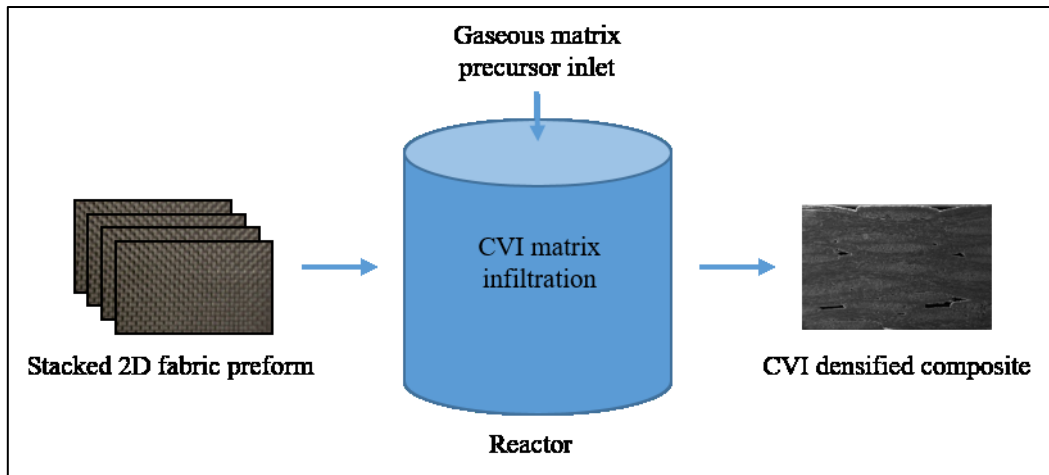 Gaseous matrix
precursor inlet
CVI matrix
infiltration
Stacked 2D fabric preform
CVI densified composite
Reactor